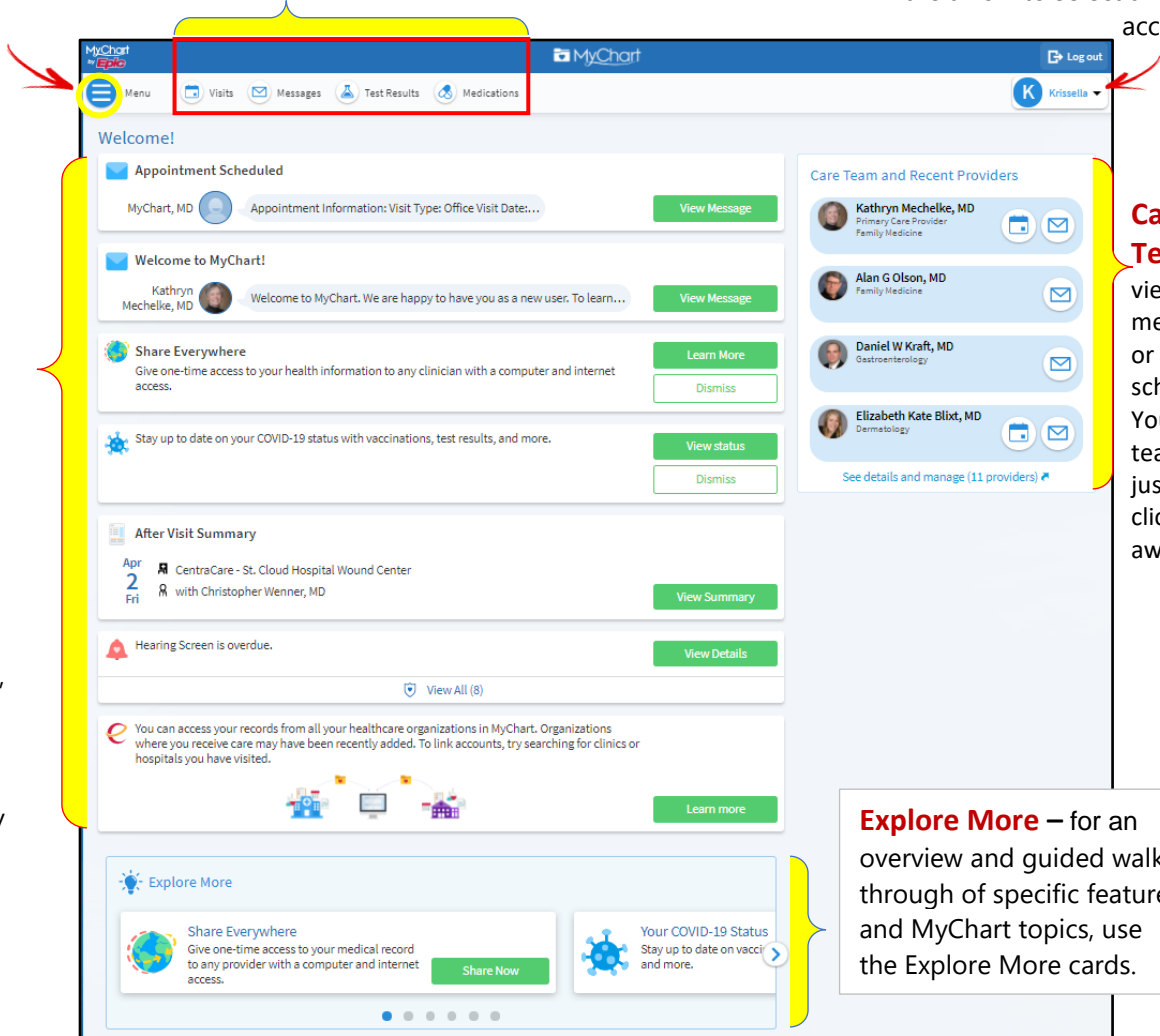 acc
MyChart
by Epic
MyChart
Log out
Menu
Visits
Messages
Test Results
Medications
K
Krissella
Welcome!
Appointment Scheduled
MyChart, MD
Appointment Information: Visit Type: Office Visit Date:...
View Message
Welcome to MyChart!
Kathryn
Mechelke, MD
Welcome to MyChart. We are happy to have you as a new user. To learn...
View Message
Share Everywhere
Give one-time access to your health information to any clinician with a computer and internet
access.
Learn More
Dismiss
Stay up to date on your COVID-19 status with vaccinations, test results, and more.
View status
Dismiss
After Visit Summary
Apr
2
Fri
CentraCare - St. Cloud Hospital Wound Center
with Christopher Wenner, MD
View Summary
Hearing Screen is overdue.
View Details
View All (8)
You can access your records from all your healthcare organizations in MyChart. Organizations
where you receive care may have been recently added. To link accounts, try searching for clinics or
hospitals you have visited.
Learn more
Care Team and Recent Providers
Kathryn Mechelke, MD
Primary Care Provider
Family Medicine
Alan G Olson, MD
Family Medicine
Daniel W Kraft, MD
Gastroenterology
Elizabeth Kate Blixt, MD
Dermatology
See details and manage (11 providers)
Ca
Te
vie
me
or
sch
You
tea
jus
clic
aw
Explore More
Share Everywhere
Give one-time access to your medical record
to any provider with a computer and internet
access.
Share Now
Your COVID-19 Status
Stay up to date on vacci
and more.
Explore More – for an
overview and guided walk
through of specific feature
and MyChart topics, use
the Explore More cards.